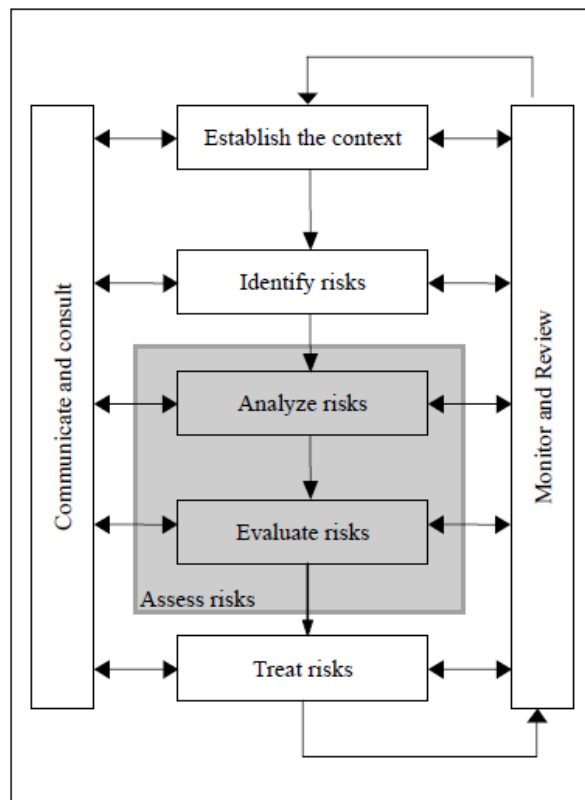 Establish the context
Identify risks
Analyze risks
Evaluate risks
Assess risks
Treat risks
Communicate and consult
Monitor and Review